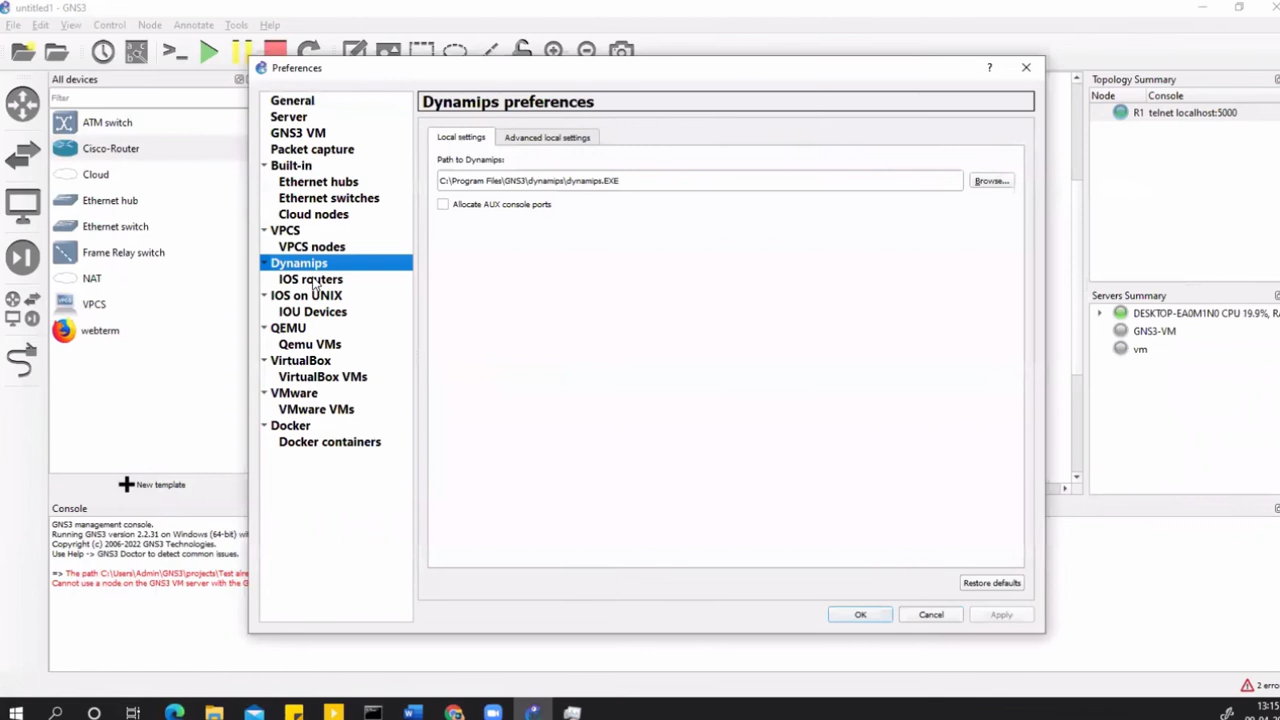 untitled1 - GNS3
File Edit View Control Node Annotate Tools Help
All devices
Filter
ATM switch
Cisco-Router
Cloud
Ethernet hub
Ethernet switch
Frame Relay switch
NAT
VPCS
webterm
New template
Preferences
?
General
Server
GNS3 VM
Packet capture
Built-in
Ethernet hubs
Ethernet switches
Cloud nodes
VPCS
VPCS nodes
Dynamips
IOS routers
IOS on UNIX
IOU Devices
QEMU
Qemu VMs
VirtualBox
VirtualBox VMs
VMware
VMware VMs
Docker
Docker containers
Dynamips preferences
Local settings Advanced local settings
Path to Dynamips:
C:\Program Files\GNS3\dynamips\dynamips.EXE Browse...
Allocate AUX console ports
Restore defaults
OK Cancel Apply
Topology Summary
Node Console
R1 telnet localhost:5000
Servers Summary
DESKTOP-EA0M1N0 CPU 19.9%, RA
GNS3-VM
vm
Console
GNS3 management console.
Running GNS3 version 2.2.31 on Windows (64-bit) wi
Copyright (c) 2006-2022 GNS3 Technologies.
Use Help -> GNS3 Doctor to detect common issues.
=> The path C:\Users\Admin\GNS3\projects\Test alre
Cannot use a node on the GNS3 VM server with the G
2 erro
13:15